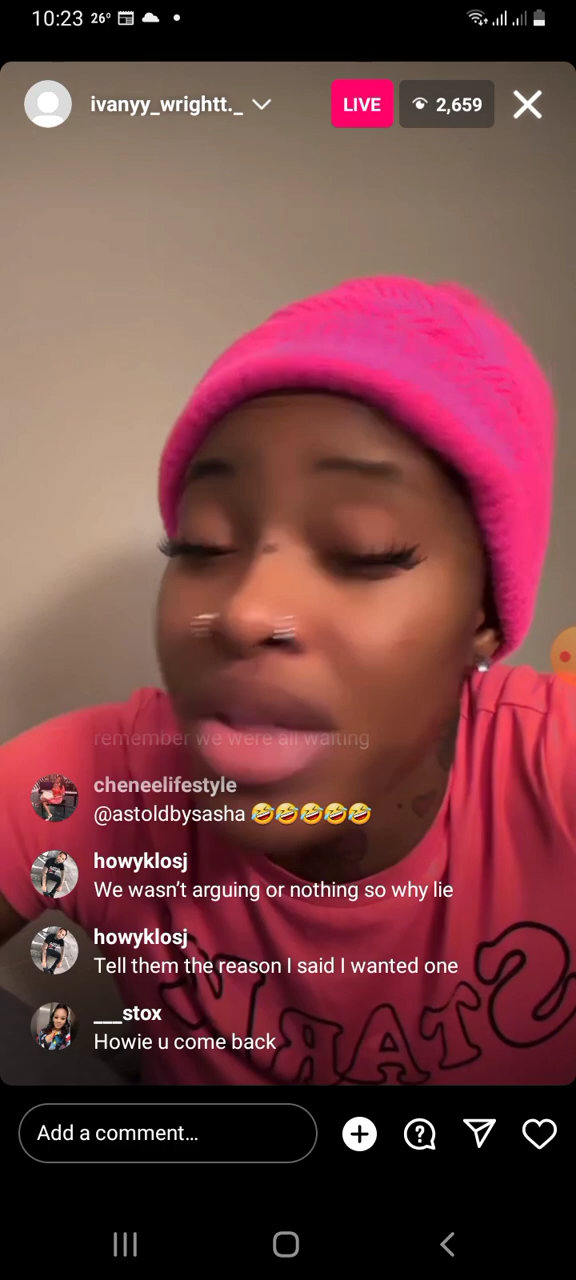 10:23 26°
ivanyy_wrightt._
LIVE
2,659
remember we were all waiting
cheneelifestyle
@astoldbysasha 🤣🤣🤣🤣🤣
howyklosj
We wasn't arguing or nothing so why lie
howyklosj
Tell them the reason I said I wanted one
___stox
Howie u come back
Add a comment...